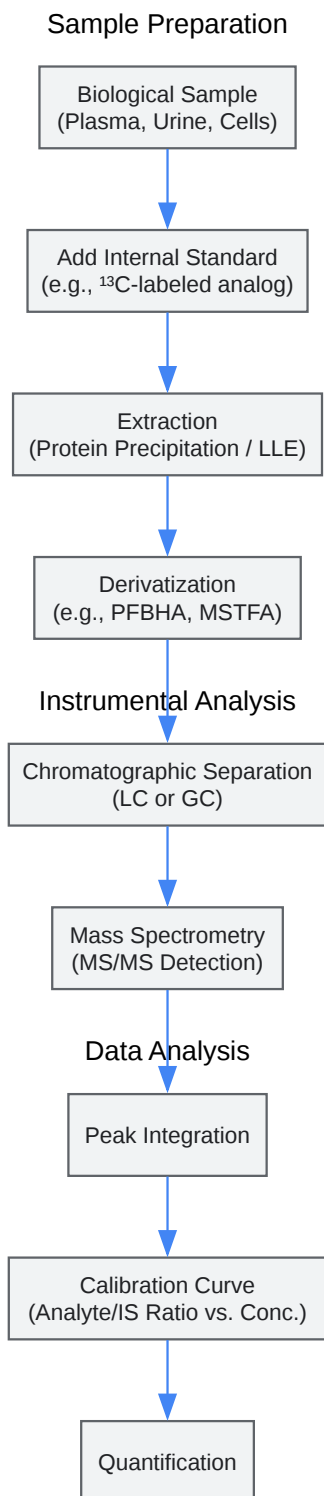 Sample Preparation
Biological Sample
(Plasma, Urine, Cells)
Add Internal Standard
(e.g., ¹³C-labeled analog)
Extraction
(Protein Precipitation / LLE)
Derivatization
(e.g., PFBHA, MSTFA)
Instrumental Analysis
Chromatographic Separation
(LC or GC)
Mass Spectrometry
(MS/MS Detection)
Data Analysis
Peak Integration
Calibration Curve
(Analyte/IS Ratio vs. Conc.)
Quantification